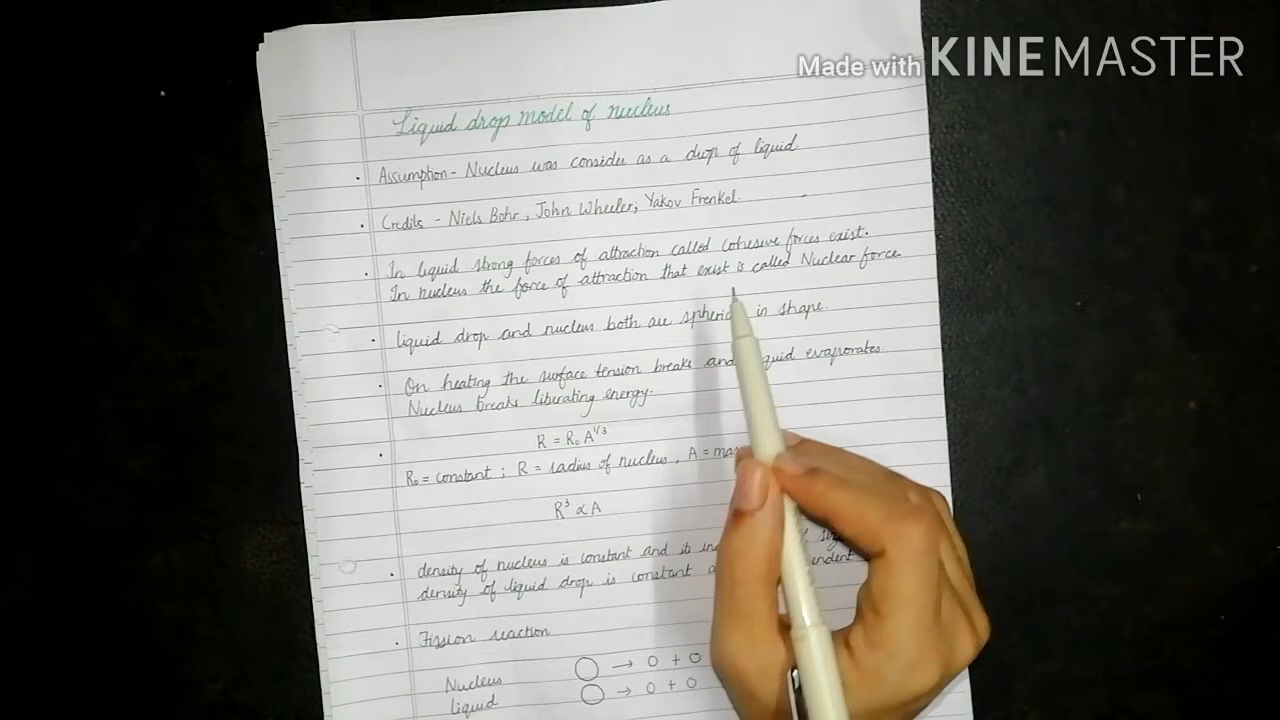 Made with KINEMASTER
Liquid drop model of nucleus
• Assumption - Nucleus was consider as a drop of liquid.
• Credits - Niels Bohr, John Wheeler, Yakov Frenkel.
• In liquid strong forces of attraction called cohesive forces exist.
In nucleus the force of attraction that exist is called Nuclear force.
• liquid drop and nucleus both are in shape.
• On heating the surface tension breaks and evaporates.
Nucleus breaks liberating energy.
• R = R₀ A^1/3
R₀ = constant ; R = radius of nucleus, A =
R³ ∝ A
• density of nucleus is constant and its
density of liquid drop is constant
• Fission reaction
Nucleus ◯ → O + O
liquid ◯ → O + O